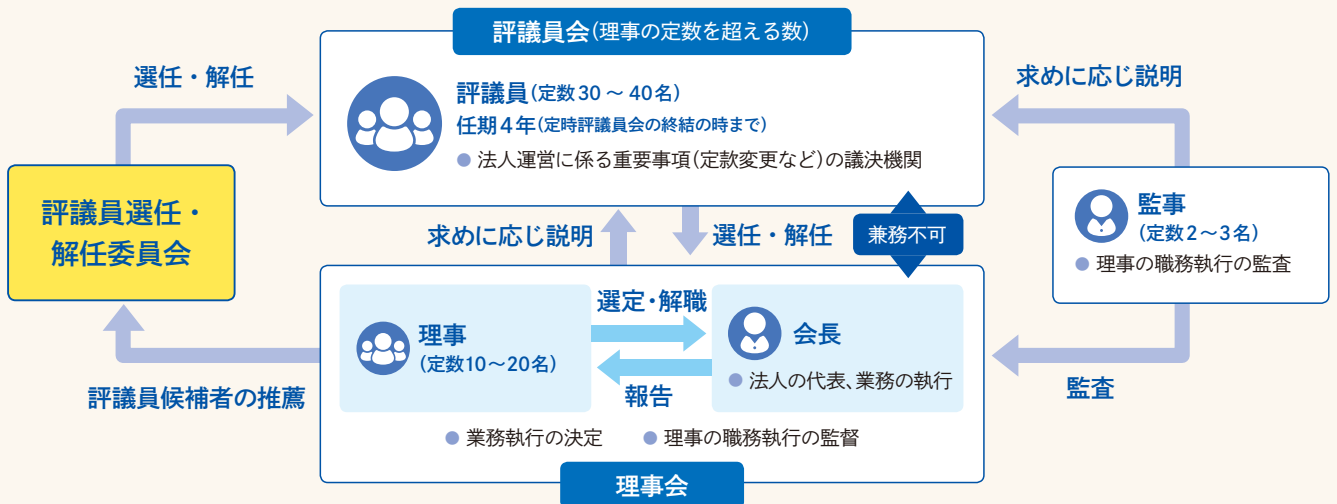 評議員会(理事の定数を超える数)
選任・解任
評議員(定数30～40名)
任期4年(定時評議員会の終結の時まで)
● 法人運営に係る重要事項(定款変更など)の議決機関
求めに応じ説明
評議員選任・
解任委員会
監事
(定数2～3名)
● 理事の職務執行の監査
求めに応じ説明
選任・解任
兼務不可
理事
(定数10～20名)
選定・解職
報告
会長
● 法人の代表、業務の執行
評議員候補者の推薦
監査
● 業務執行の決定
● 理事の職務執行の監督
理事会